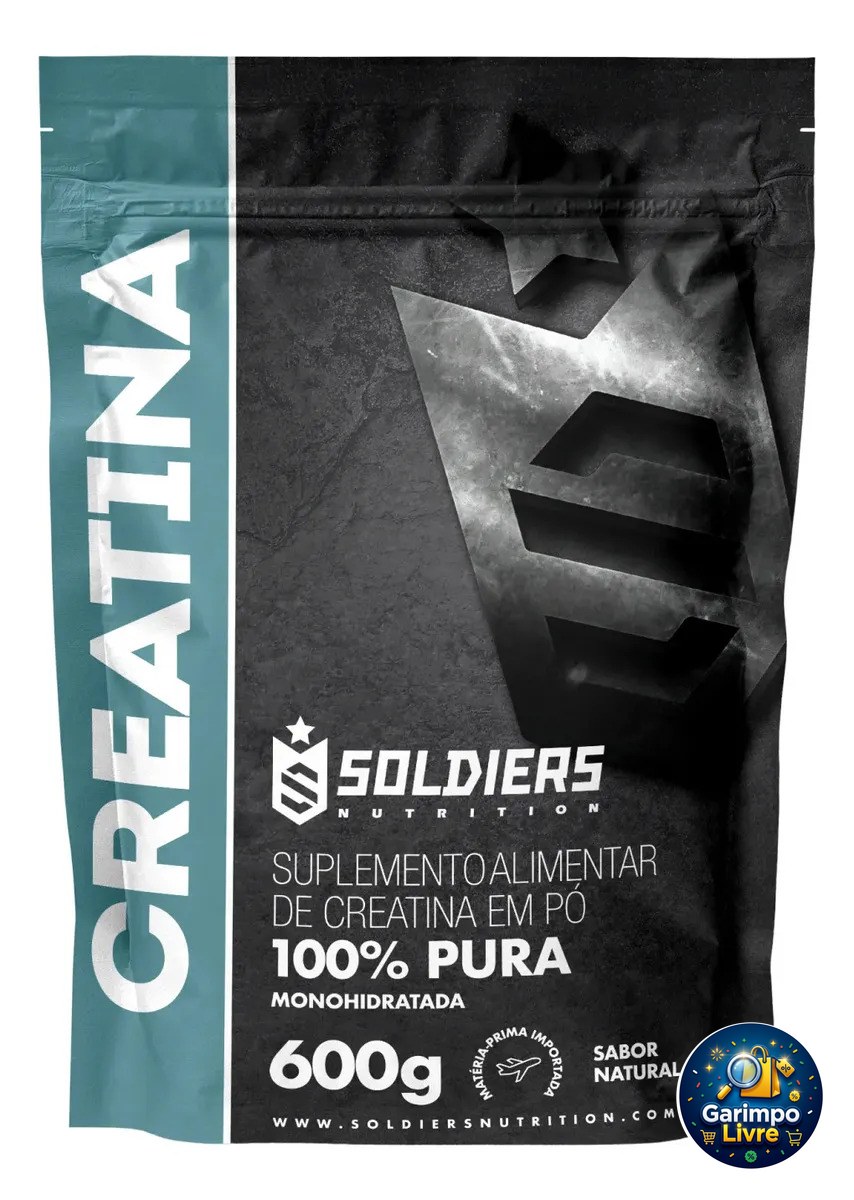 CREATINA
SOLDIERS
NUTRITION
SUPLEMENTO ALIMENTAR
DE CREATINA EM PÓ
100% PURA
MONOHIDRATADA
600g
MATÉRIA-PRIMA IMPORTADA
SABOR
NATURAL
WWW.SOLDIERSNUTRITION.COM
Garimpo
Livre